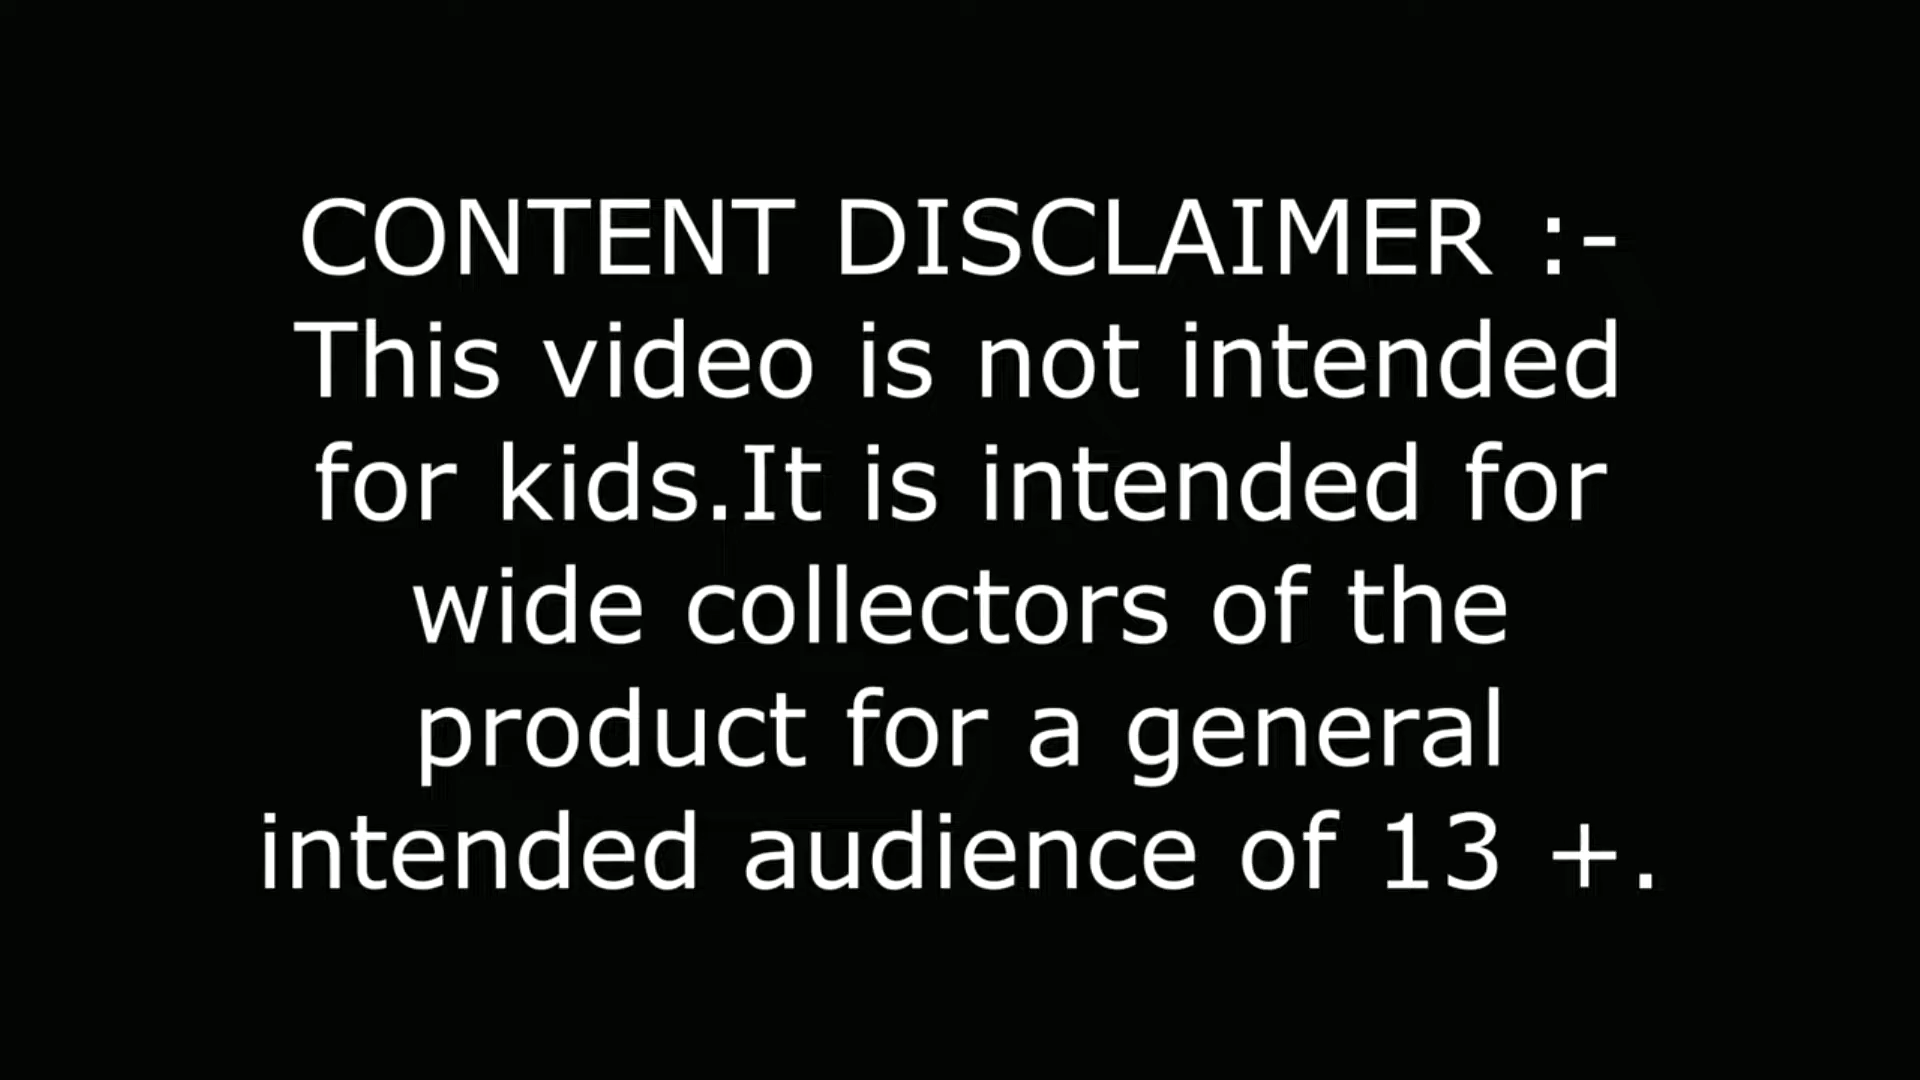 CONTENT DISCLAIMER :-
This video is not intended
for kids.It is intended for
wide collectors of the
product for a general
intended audience of 13 +.